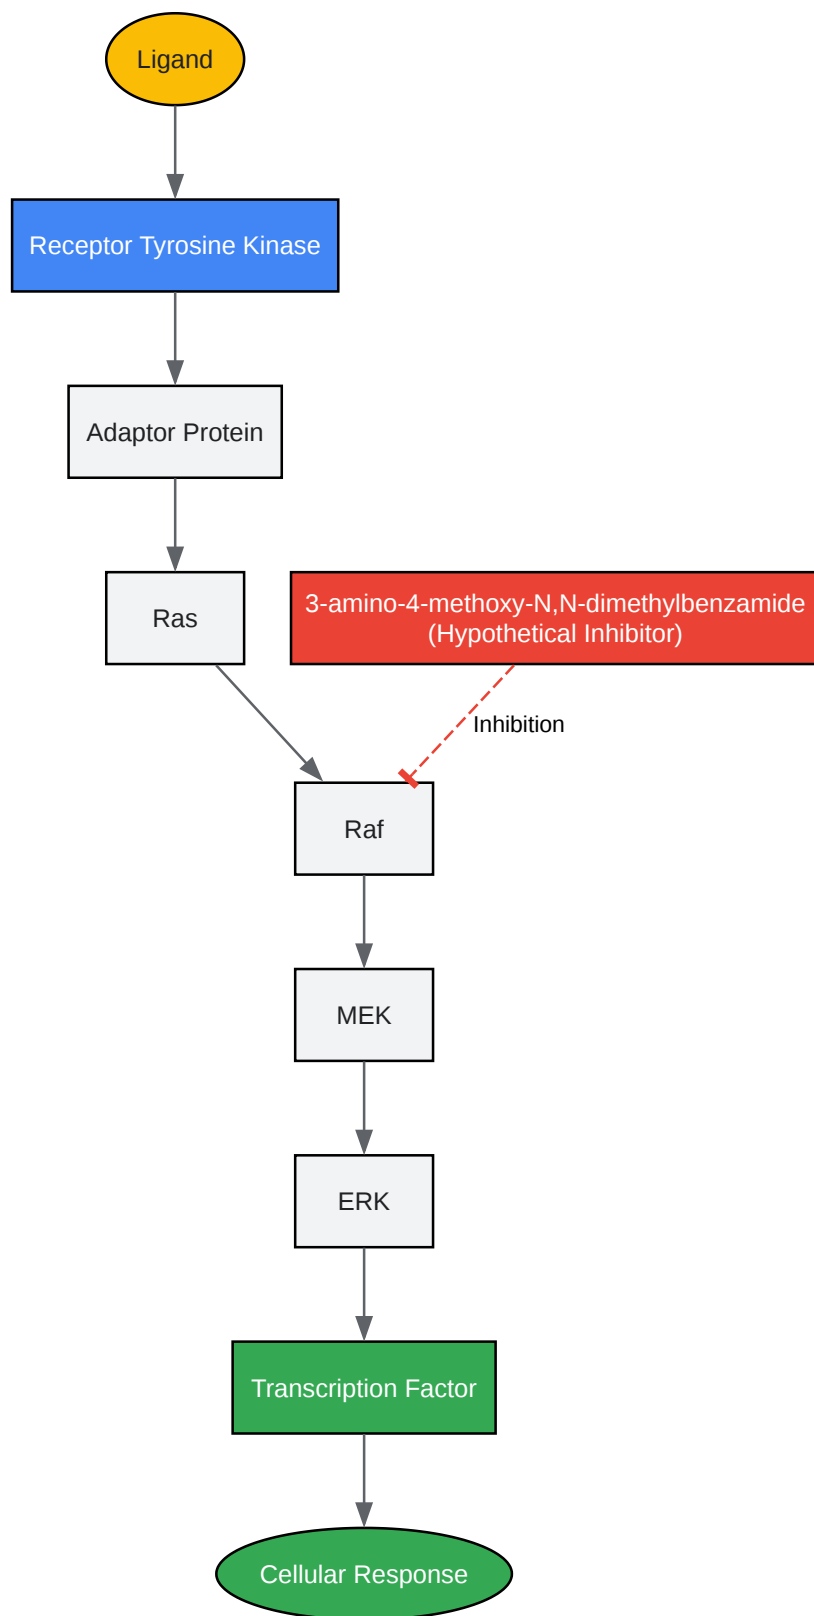 Ligand
Receptor Tyrosine Kinase
Adaptor Protein
Ras
3-amino-4-methoxy-N,N-dimethylbenzamide
(Hypothetical Inhibitor)
Inhibition
Raf
MEK
ERK
Transcription Factor
Cellular Response